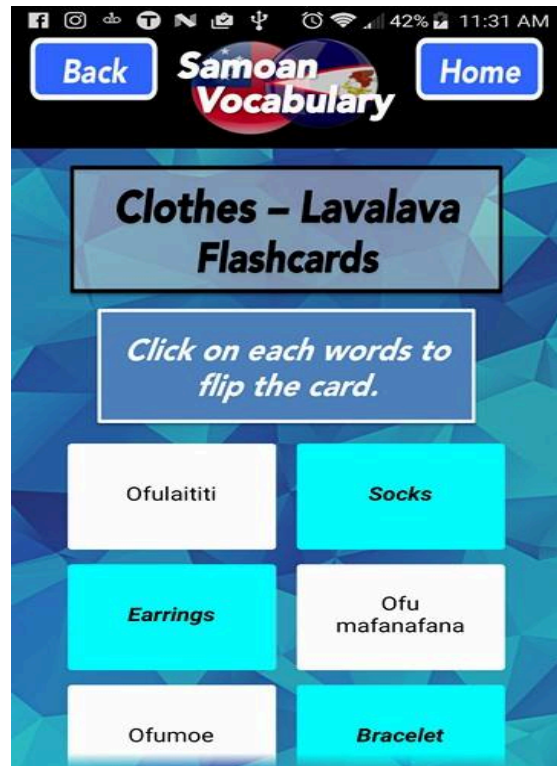 42% 11:31 AM
Back
Samoan
Vocabulary
Home
Clothes – Lavalava
Flashcards
Click on each words to
flip the card.
Ofulaititi
Socks
Earrings
Ofu
mafanafana
Ofumoe
Bracelet